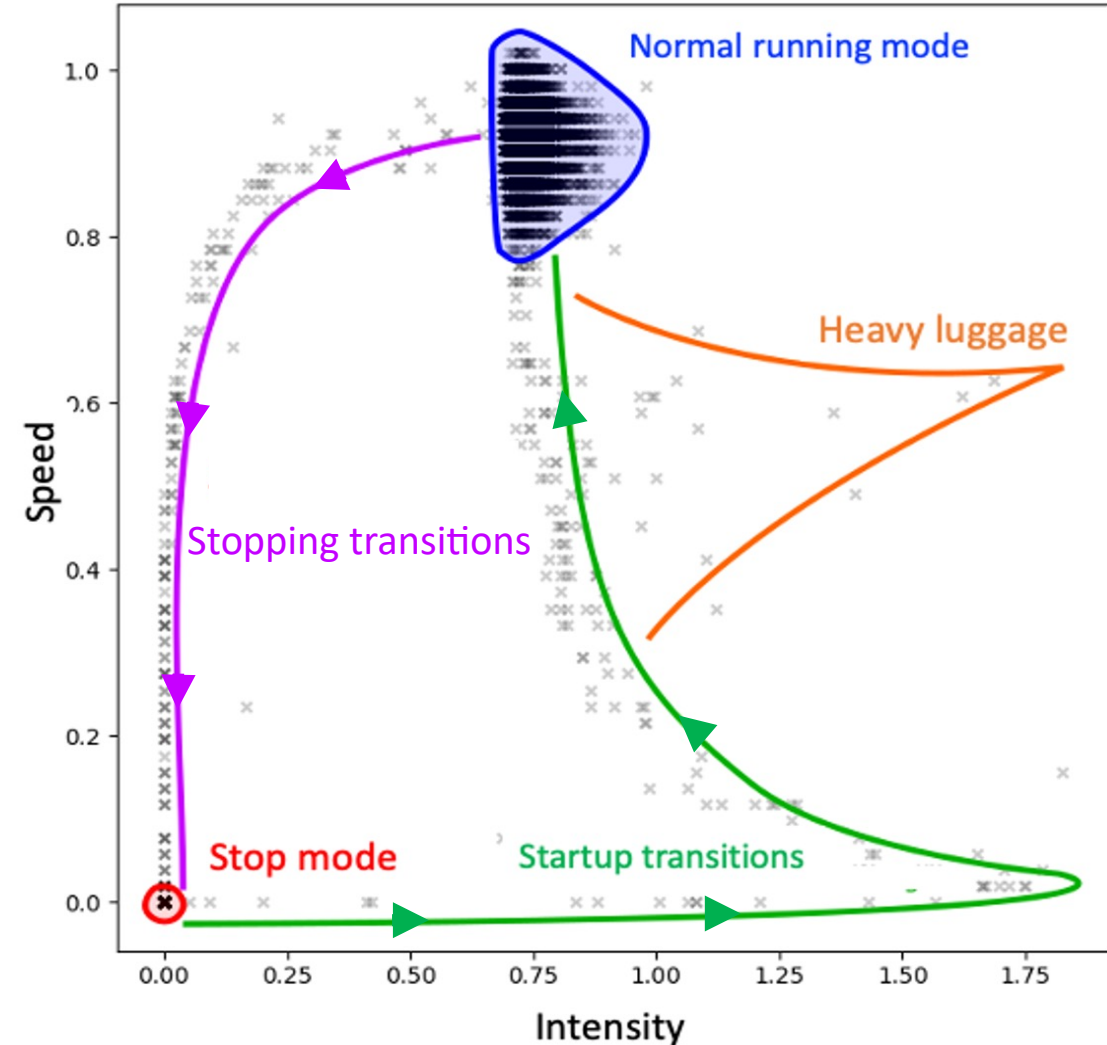 Normal running mode
1.0
0.8
Heavy luggage
0.6
Speed
Stopping transitions
0.4
0.2
Stop mode
Startup transitions
0.0
0.00 0.25 0.50 0.75 1.00 1.25 1.50 1.75
Intensity